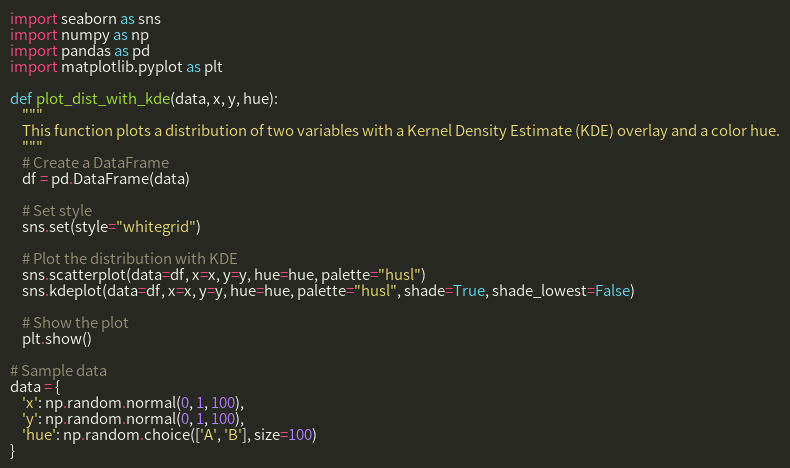 import seaborn as sns
import numpy as np
import pandas as pd
import matplotlib.pyplot as plt

def plot_dist_with_kde(data, x, y, hue):
    """
    This function plots a distribution of two variables with a Kernel Density Estimate (KDE) overlay and a color hue.
    """
    # Create a DataFrame
    df = pd.DataFrame(data)

    # Set style
    sns.set(style="whitegrid")

    # Plot the distribution with KDE
    sns.scatterplot(data=df, x=x, y=y, hue=hue, palette="husl")
    sns.kdeplot(data=df, x=x, y=y, hue=hue, palette="husl", shade=True, shade_lowest=False)

    # Show the plot
    plt.show()

# Sample data
data = {
    'x': np.random.normal(0, 1, 100),
    'y': np.random.normal(0, 1, 100),
    'hue': np.random.choice(['A', 'B'], size=100)
}